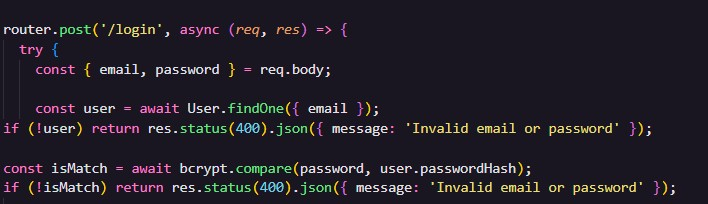 router.post('/login', async (req, res) => {
  try {
    const { email, password } = req.body;

    const user = await User.findOne({ email });
if (!user) return res.status(400).json({ message: 'Invalid email or password' });

const isMatch = await bcrypt.compare(password, user.passwordHash);
if (!isMatch) return res.status(400).json({ message: 'Invalid email or password' });